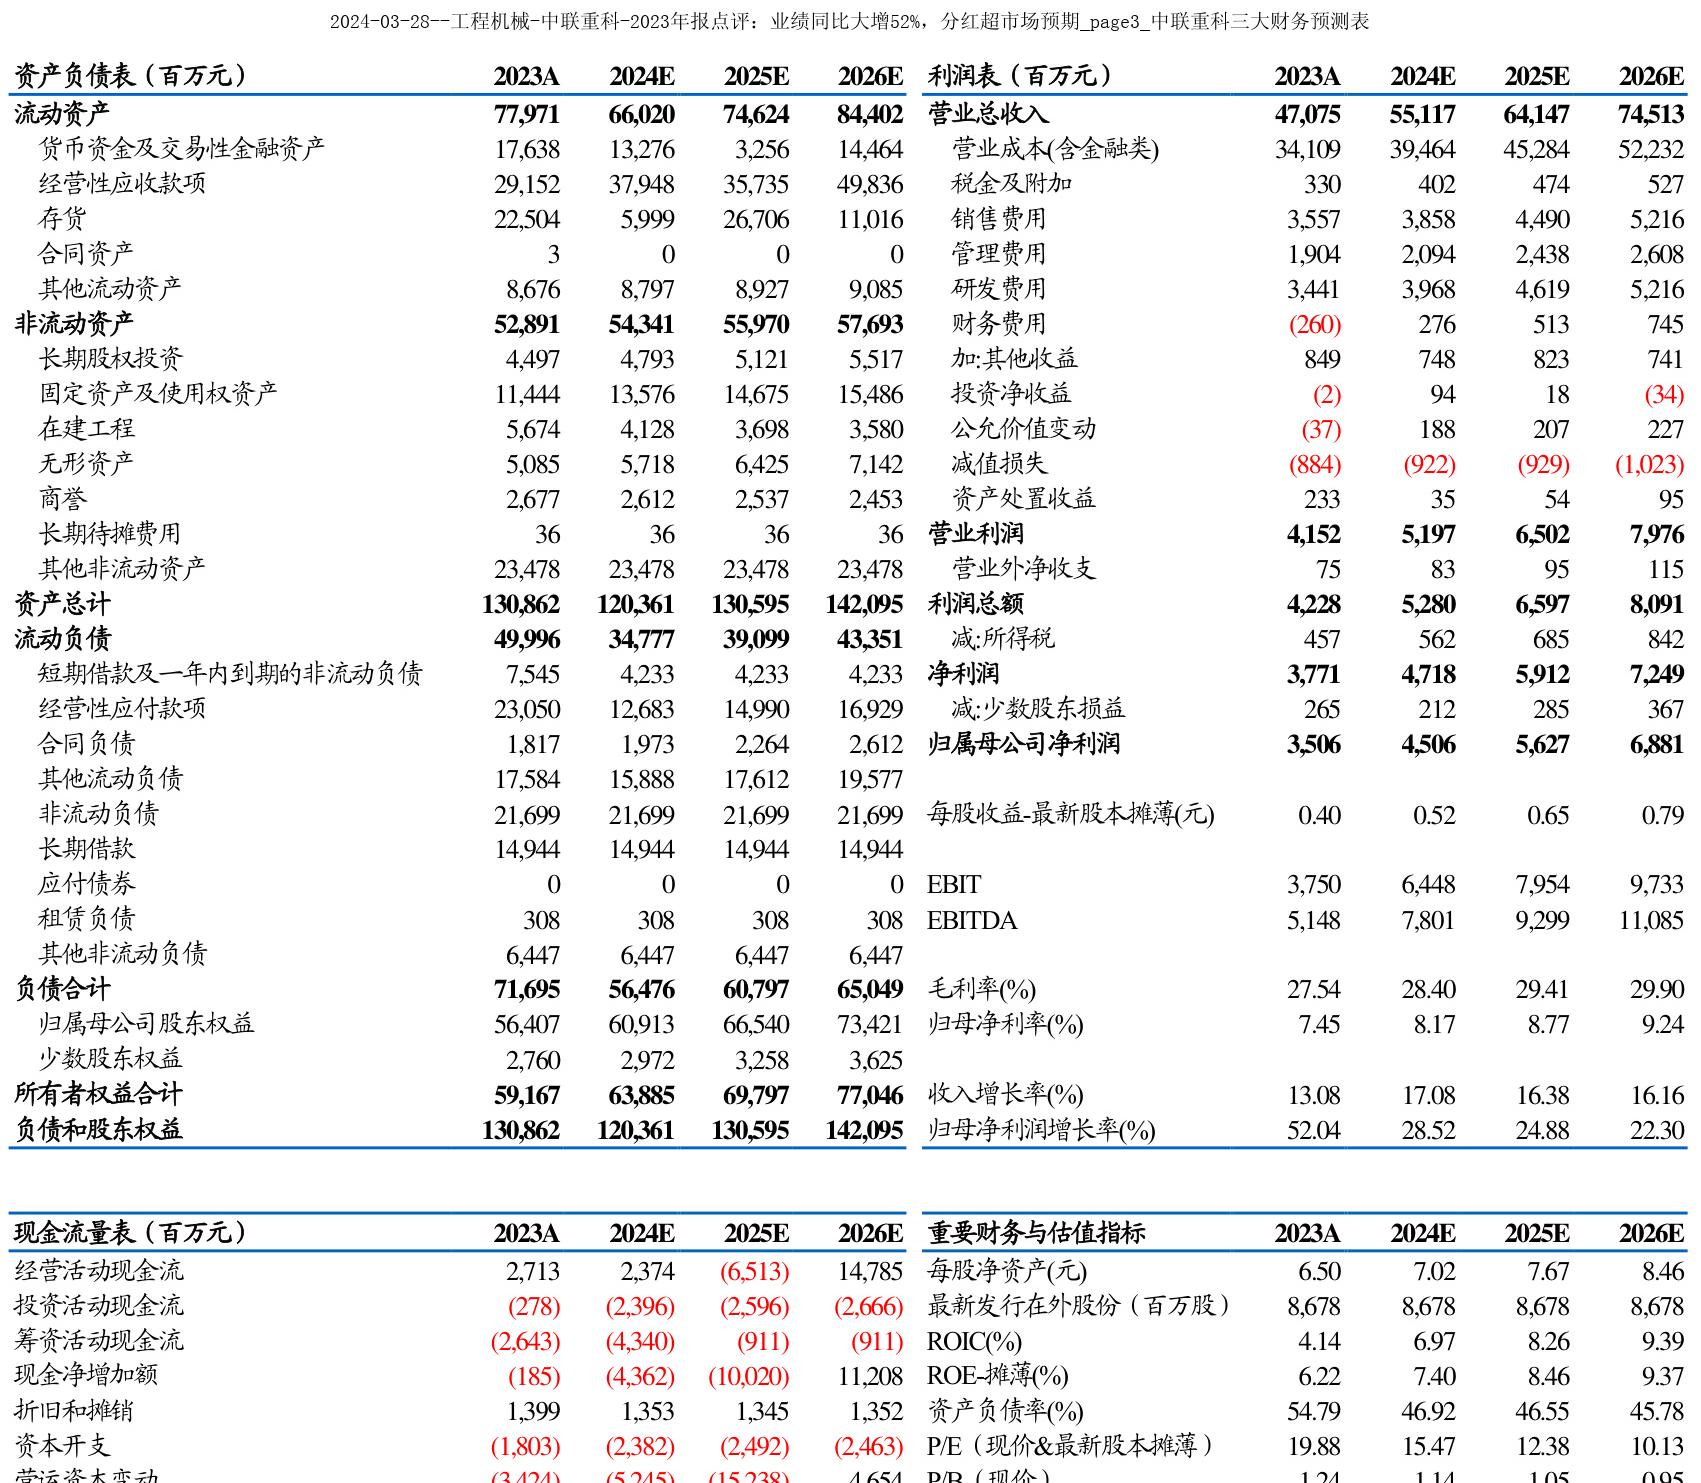 2024-03-28--工程机械-中联重科-2023年报点评：业绩同比大增52%，分红超市场预期_page3_中联重科三大财务预测表
资产负债表（百万元） 2023A 2024E 2025E 2026E 利润表（百万元） 2023A 2024E 2025E 2026E
流动资产 77,971 66,020 74,624 84,402 营业总收入 47,075 55,117 64,147 74,513
货币资金及交易性金融资产 17,638 13,276 3,256 14,464 营业成本(含金融类) 34,109 39,464 45,284 52,232
经营性应收款项 29,152 37,948 35,735 49,836 税金及附加 330 402 474 527
存货 22,504 5,999 26,706 11,016 销售费用 3,557 3,858 4,490 5,216
合同资产 3 0 0 0 管理费用 1,904 2,094 2,438 2,608
其他流动资产 8,676 8,797 8,927 9,085 研发费用 3,441 3,968 4,619 5,216
非流动资产 52,891 54,341 55,970 57,693 财务费用 (260) 276 513 745
长期股权投资 4,497 4,793 5,121 5,517 加:其他收益 849 748 823 741
固定资产及使用权资产 11,444 13,576 14,675 15,486 投资净收益 (2) 94 18 (34)
在建工程 5,674 4,128 3,698 3,580 公允价值变动 (37) 188 207 227
无形资产 5,085 5,718 6,425 7,142 减值损失 (884) (922) (929) (1,023)
商誉 2,677 2,612 2,537 2,453 资产处置收益 233 35 54 95
长期待摊费用 36 36 36 36 营业利润 4,152 5,197 6,502 7,976
其他非流动资产 23,478 23,478 23,478 23,478 营业外净收支 75 83 95 115
资产总计 130,862 120,361 130,595 142,095 利润总额 4,228 5,280 6,597 8,091
流动负债 49,996 34,777 39,099 43,351 减:所得税 457 562 685 842
短期借款及一年内到期的非流动负债 7,545 4,233 4,233 4,233 净利润 3,771 4,718 5,912 7,249
经营性应付款项 23,050 12,683 14,990 16,929 减:少数股东损益 265 212 285 367
合同负债 1,817 1,973 2,264 2,612 归属母公司净利润 3,506 4,506 5,627 6,881
其他流动负债 17,584 15,888 17,612 19,577
非流动负债 21,699 21,699 21,699 21,699 每股收益-最新股本摊薄(元) 0.40 0.52 0.65 0.79
长期借款 14,944 14,944 14,944 14,944
应付债券 0 0 0 0 EBIT 3,750 6,448 7,954 9,733
租赁负债 308 308 308 308 EBITDA 5,148 7,801 9,299 11,085
其他非流动负债 6,447 6,447 6,447 6,447
负债合计 71,695 56,476 60,797 65,049 毛利率(%) 27.54 28.40 29.41 29.90
归属母公司股东权益 56,407 60,913 66,540 73,421 归母净利率(%) 7.45 8.17 8.77 9.24
少数股东权益 2,760 2,972 3,258 3,625
所有者权益合计 59,167 63,885 69,797 77,046 收入增长率(%) 13.08 17.08 16.38 16.16
负债和股东权益 130,862 120,361 130,595 142,095 归母净利润增长率(%) 52.04 28.52 24.88 22.30
现金流量表（百万元） 2023A 2024E 2025E 2026E 重要财务与估值指标 2023A 2024E 2025E 2026E
经营活动现金流 2,713 2,374 (6,513) 14,785 每股净资产(元) 6.50 7.02 7.67 8.46
投资活动现金流 (278) (2,396) (2,596) (2,666) 最新发行在外股份（百万股） 8,678 8,678 8,678 8,678
筹资活动现金流 (2,643) (4,340) (911) (911) ROIC(%) 4.14 6.97 8.26 9.39
现金净增加额 (185) (4,362) (10,020) 11,208 ROE-摊薄(%) 6.22 7.40 8.46 9.37
折旧和摊销 1,399 1,353 1,345 1,352 资产负债率(%) 54.79 46.92 46.55 45.78
资本开支 (1,803) (2,382) (2,492) (2,463) P/E（现价&最新股本摊薄） 19.88 15.47 12.38 10.13
营运资本变动 (3,424) (5,245) (15,238) 4,654 P/B（现价） 1.24 1.14 1.05 0.95